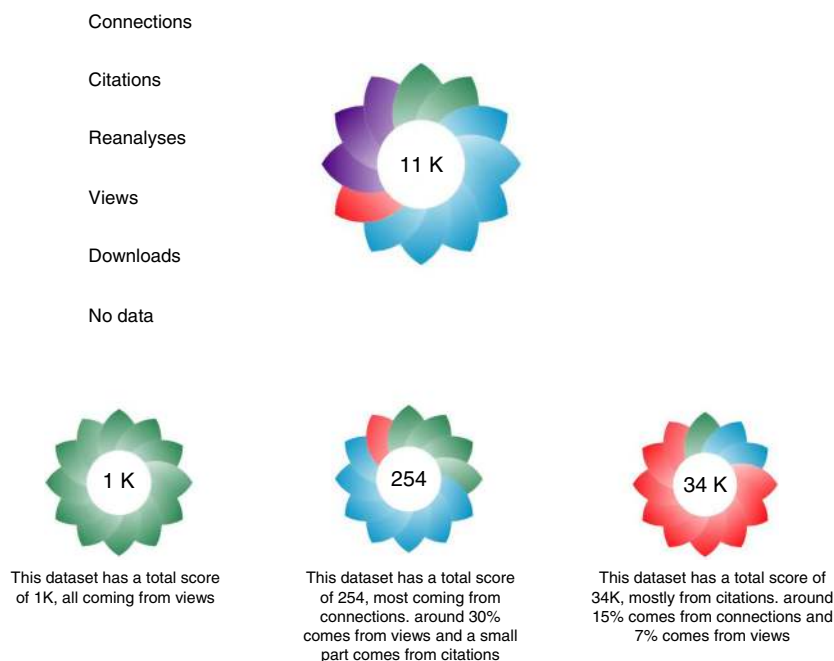 Connections
Citations
Reanalyses
Views
Downloads
No data
11 K
1 K
This dataset has a total score
of 1K, all coming from views
254
This dataset has a total score
of 254, most coming from
connections. around 30%
comes from views and a small
part comes from citations
34 K
This dataset has a total score of
34K, mostly from citations. around
15% comes from connections and
7% comes from views